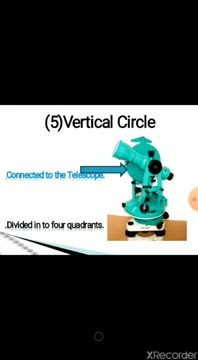 (5)Vertical Circle
.Connected to the Telescope.
.Divided in to four quadrants.
XRecorder